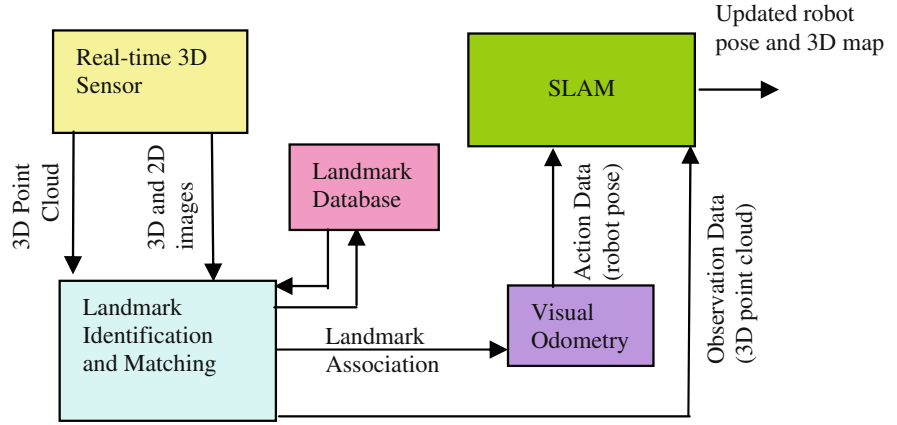 Real-time 3D
Sensor
SLAM
Updated robot
pose and 3D map
3D Point
Cloud
3D and 2D
images
Landmark
Database
Action Data
(robot pose)
Observation Data
(3D point cloud)
Landmark
Identification
and Matching
Landmark
Association
Visual
Odometry